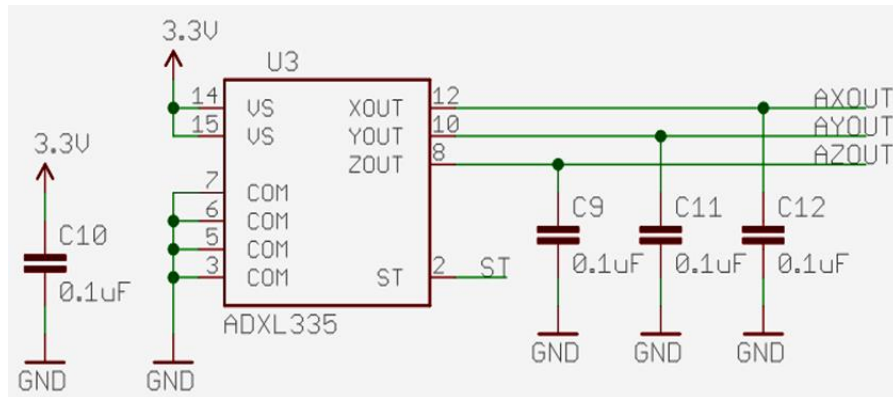 3.3V
U3
14 VS XOUT 12 AXOUT
15 VS YOUT 10 AYOUT
ZOUT 8 AZOUT
3.3V
7 COM
6 COM
5 COM
3 COM ST 2 ST
C10
0.1uF
C9 C11 C12
0.1uF 0.1uF 0.1uF
ADXL335
GND GND GND
GND GND